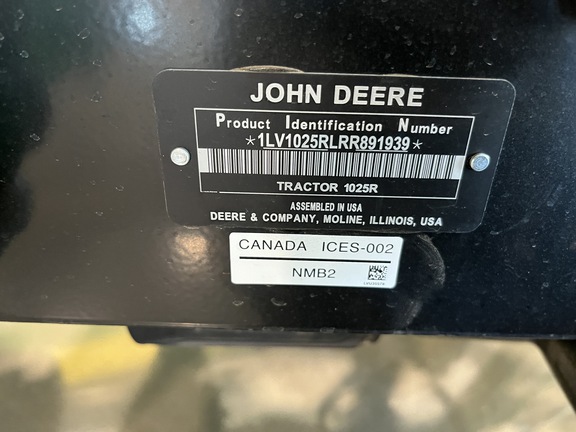 JOHN DEERE
Product Identification Number
*1LV1025RLRR891939*
TRACTOR 1025R
ASSEMBLED IN USA
DEERE & COMPANY, MOLINE, ILLINOIS, USA
CANADA ICES-002
NMB2